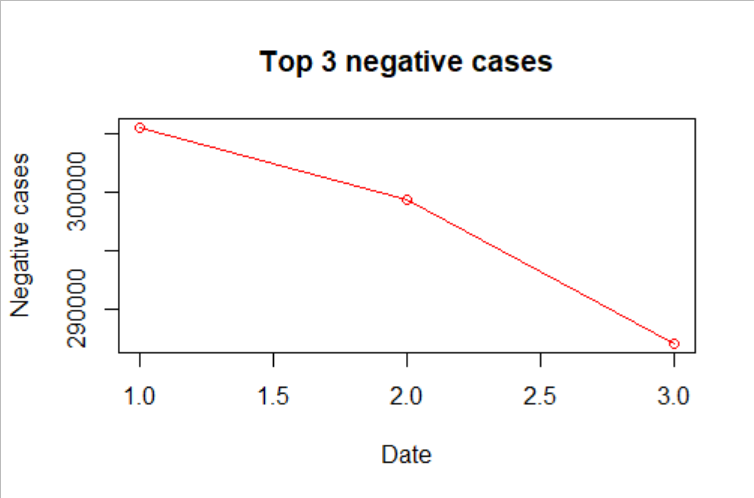 Top 3 negative cases
Negative cases
300000
290000
1.0 1.5 2.0 2.5 3.0
Date